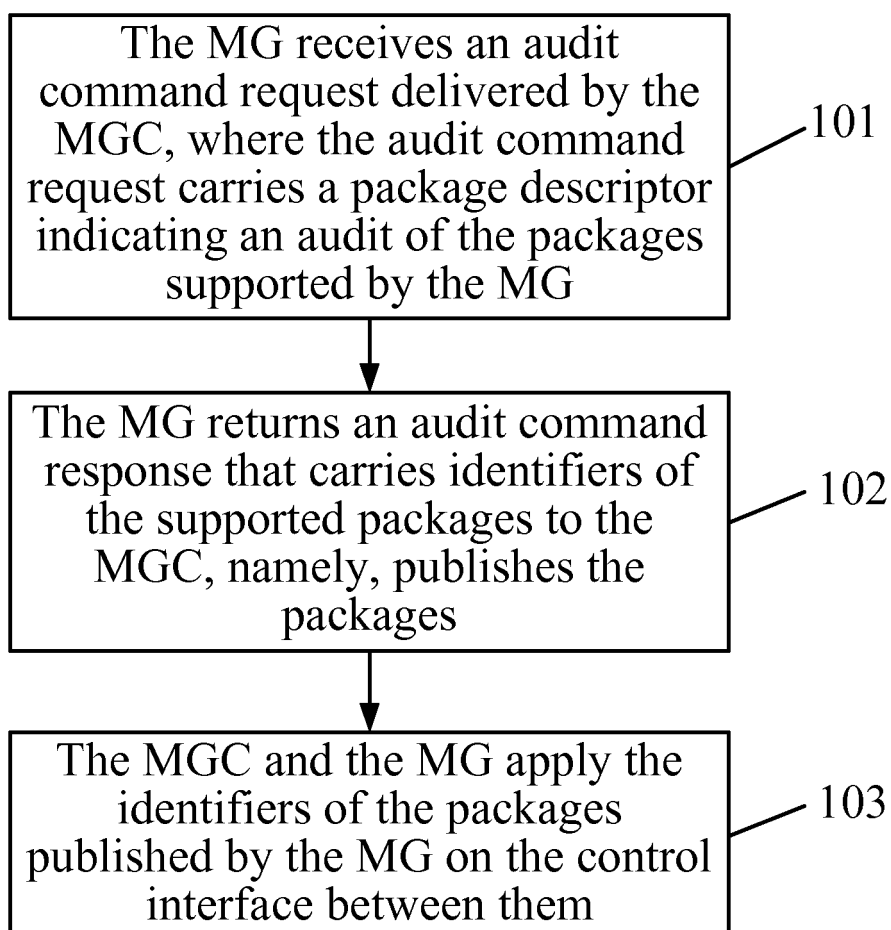 The MG receives an audit
command request delivered by the
MGC, where the audit command
request carries a package descriptor
indicating an audit of the packages
supported by the MG
101
The MG returns an audit command
response that carries identifiers of
the supported packages to the
MGC, namely, publishes the
packages
102
The MGC and the MG apply the
identifiers of the packages
published by the MG on the control
interface between them
103